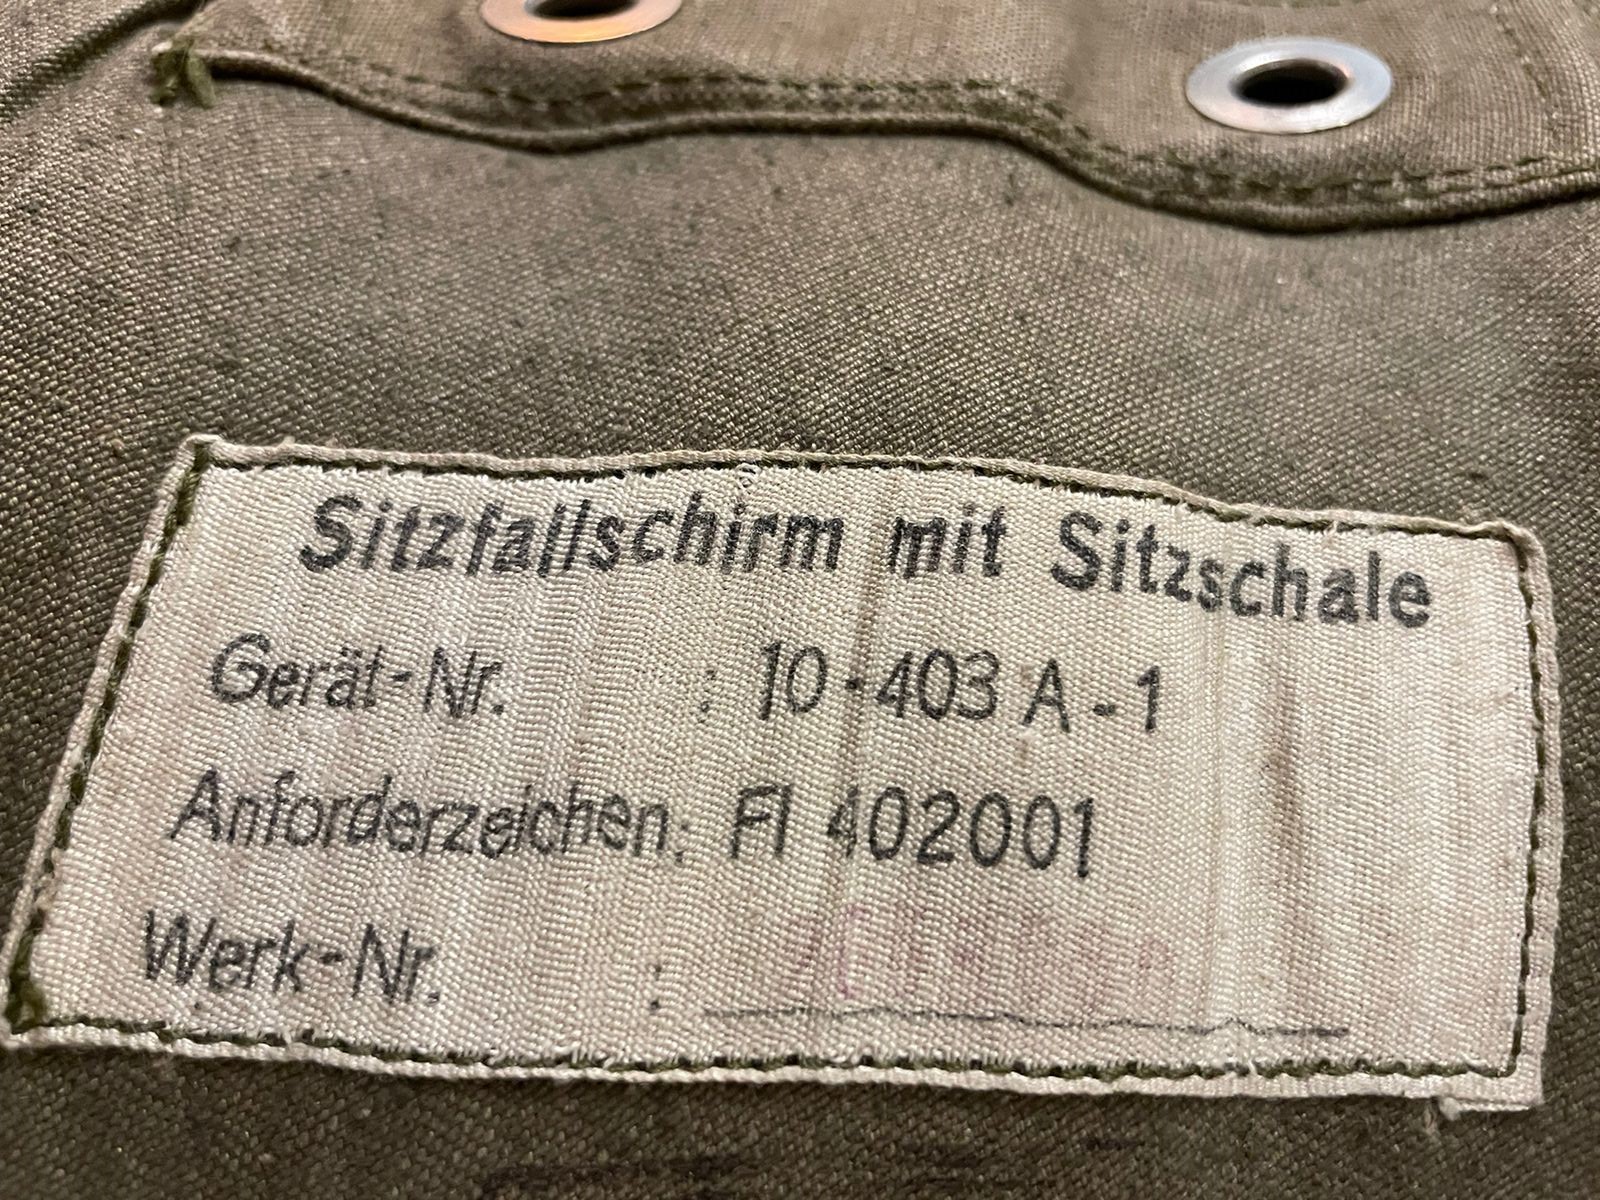 Sitzfallschirm mit Sitzschale
Gerät-Nr. : 10-403 A-1
Anforderzeichen: Fl 402001
Werk-Nr. :